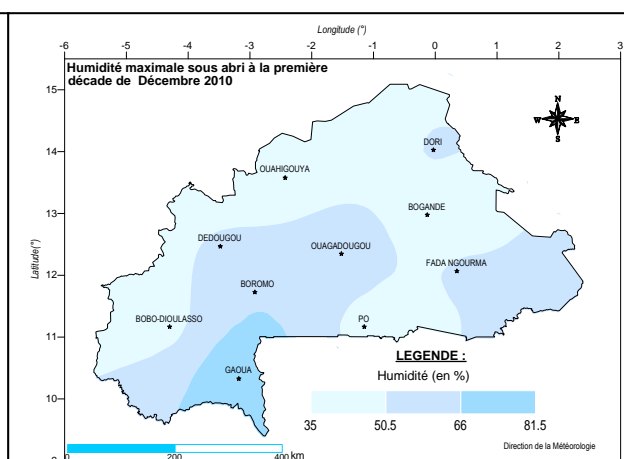 Longitude (°)
-6 -5 -4 -3 -2 -1 0 1 2 3
Humidité maximale sous abri à la première
décade de Décembre 2010
15
N
W E
S
DORI
14
OUAHIGOUYA
BOGANDE
13
DEDOUGOU
OUAGADOUGOU
FADA NGOURMA
Latitude(°)
12
BOROMO
BOBO-DIOULASSO
PO
11
LEGENDE :
GAOUA
Humidité (en %)
10
35 50.5 66 81.5
Direction de la Météorologie
0 200 400 km